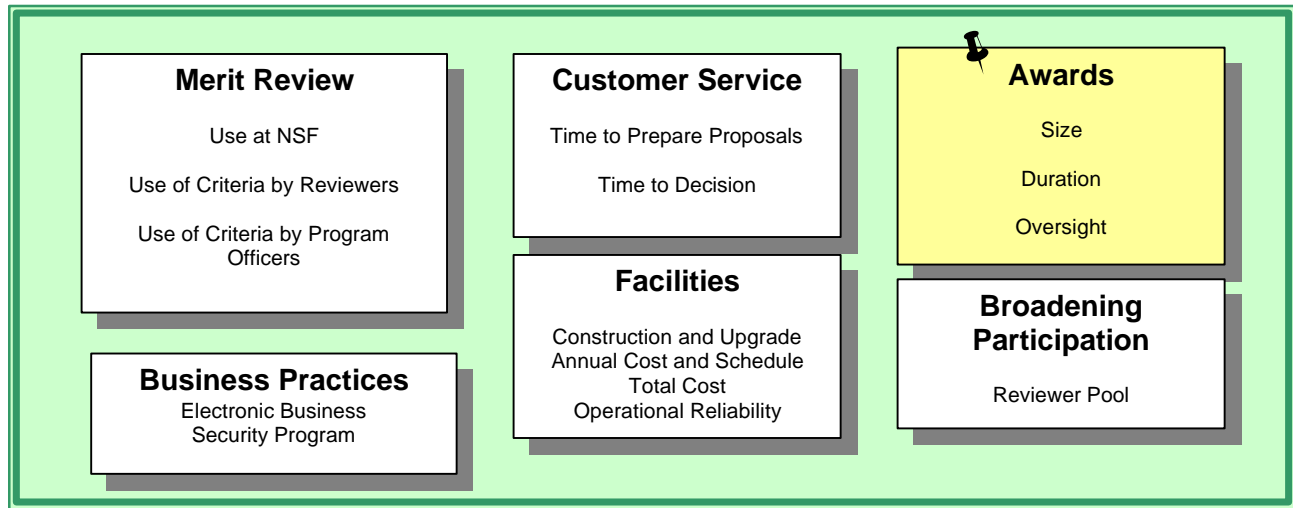 Merit Review
Use at NSF
Use of Criteria by Reviewers
Use of Criteria by Program
Officers
Business Practices
Electronic Business
Security Program
Customer Service
Time to Prepare Proposals
Time to Decision
Facilities
Construction and Upgrade
Annual Cost and Schedule
Total Cost
Operational Reliability
Awards
Size
Duration
Oversight
Broadening
Participation
Reviewer Pool